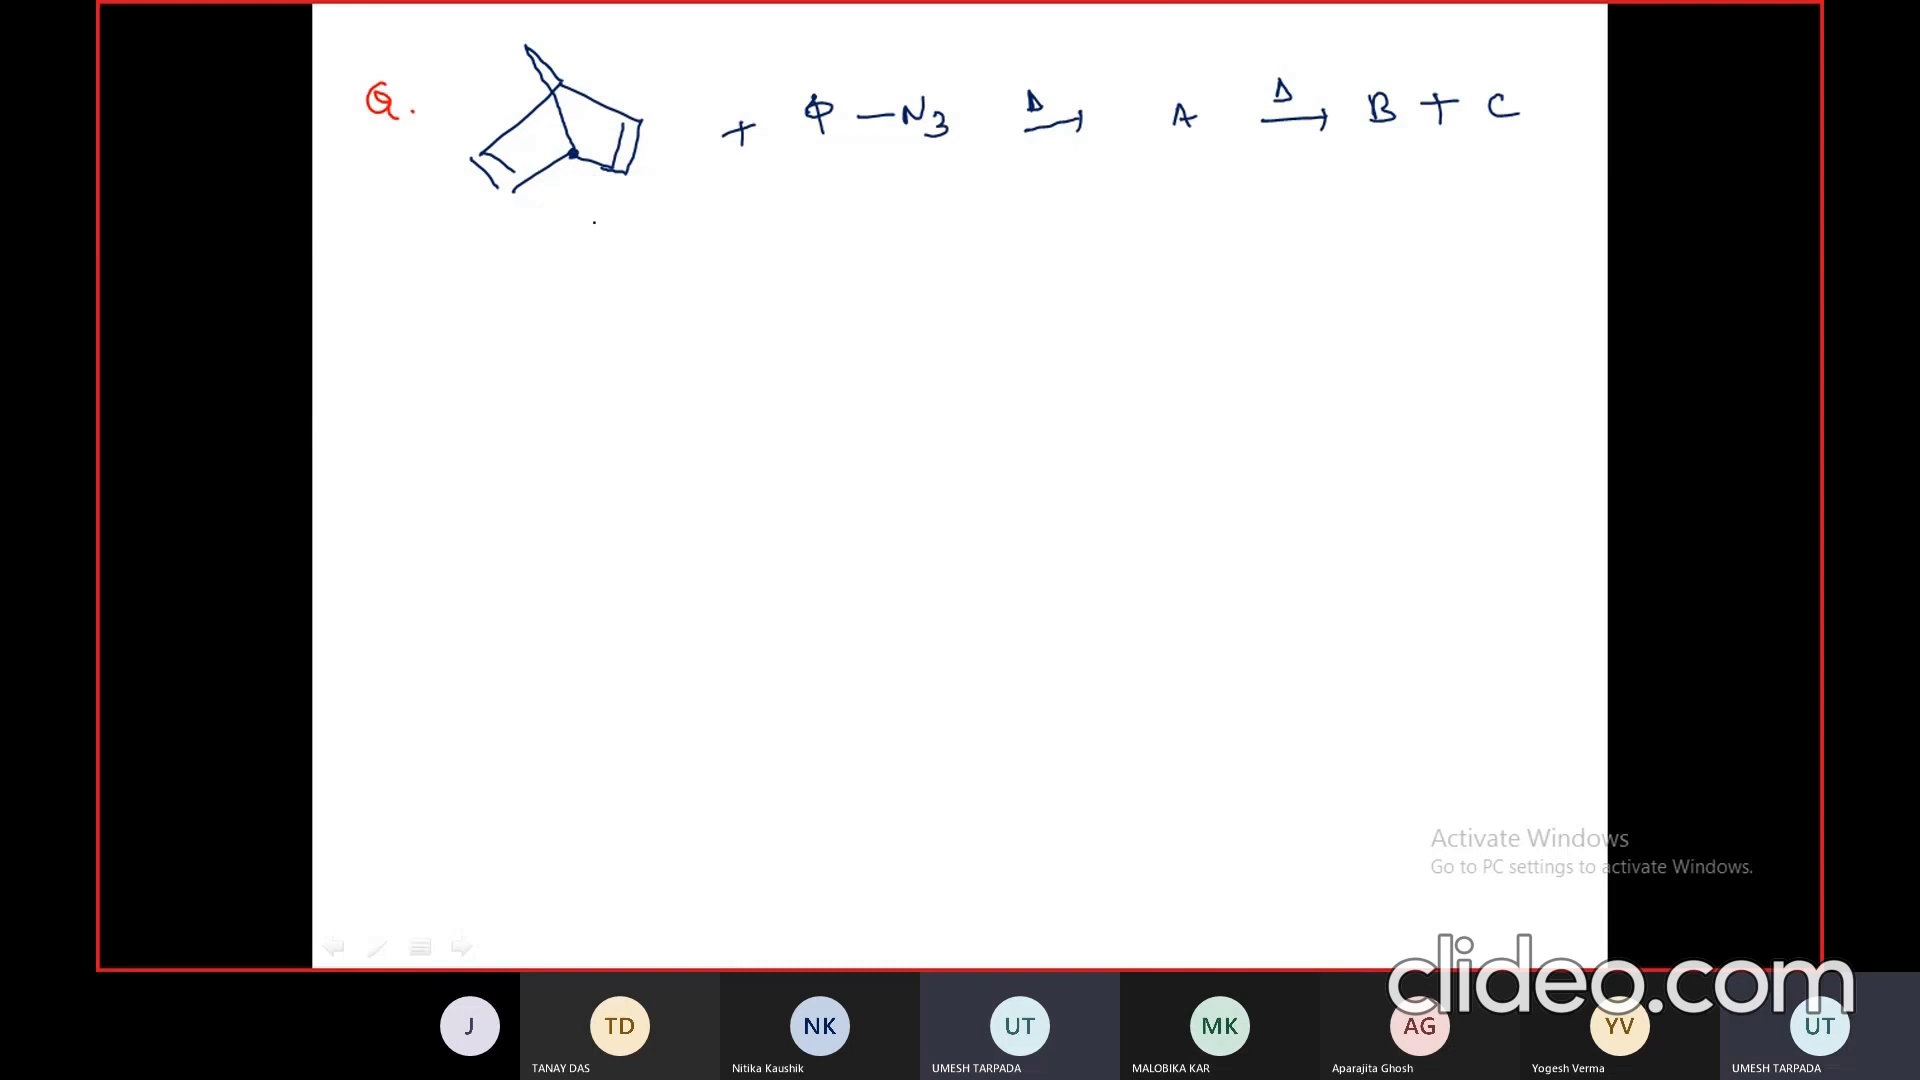 Q. + Φ — N3 Δ → A Δ → B + C
Activate Windows
Go to PC settings to activate Windows.
clideo.com
J TD NK UT MK AG YV UT
TANAY DAS Nitika Kaushik UMESH TARPADA MALOBIKA KAR Aparajita Ghosh Yogesh Verma UMESH TARPADA